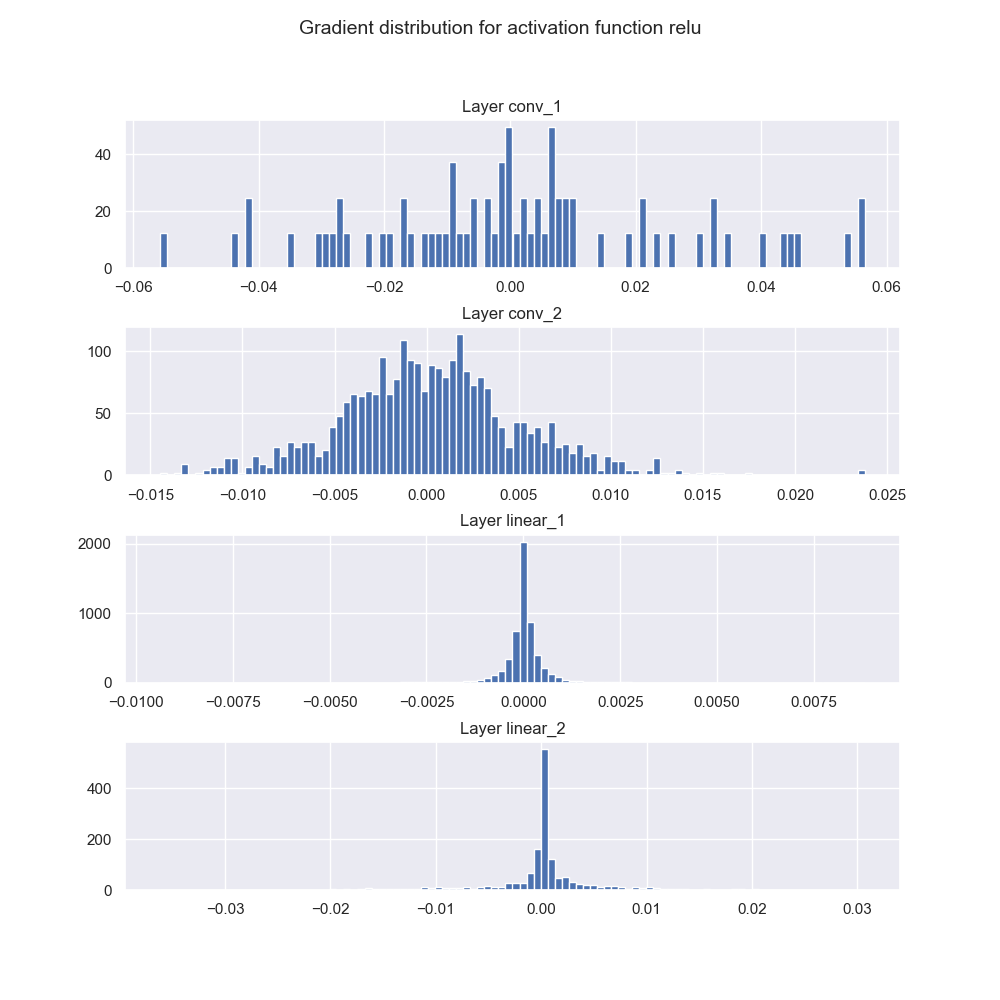 Gradient distribution for activation function relu
Layer conv_1
40
20
0
−0.06 −0.04 −0.02 0.00 0.02 0.04 0.06
Layer conv_2
100
50
0
−0.015 −0.010 −0.005 0.000 0.005 0.010 0.015 0.020 0.025
Layer linear_1
2000
1000
0
−0.0100 −0.0075 −0.0050 −0.0025 0.0000 0.0025 0.0050 0.0075
Layer linear_2
400
200
0
−0.03 −0.02 −0.01 0.00 0.01 0.02 0.03